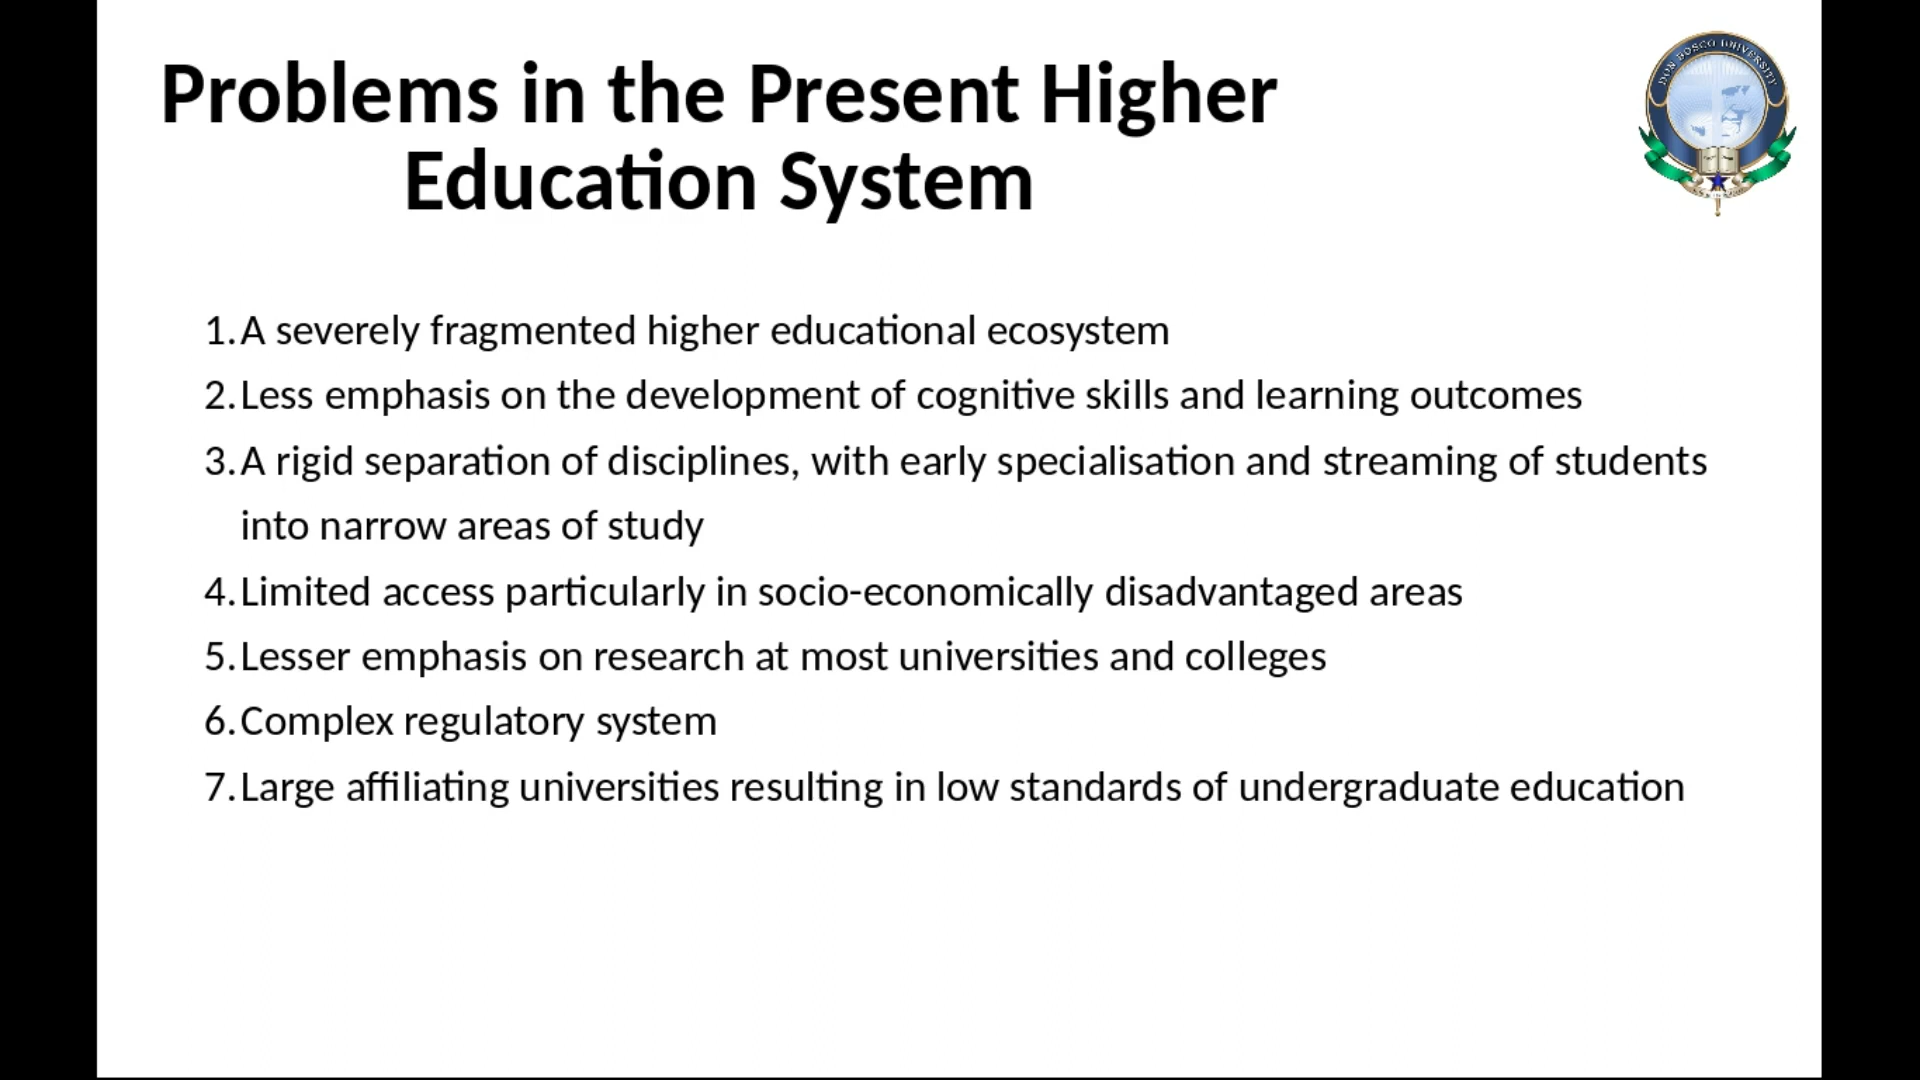 Problems in the Present Higher
Education System
DON BOSCO UNIVERSITY
1. A severely fragmented higher educational ecosystem
2. Less emphasis on the development of cognitive skills and learning outcomes
3. A rigid separation of disciplines, with early specialisation and streaming of students
into narrow areas of study
4. Limited access particularly in socio-economically disadvantaged areas
5. Lesser emphasis on research at most universities and colleges
6. Complex regulatory system
7. Large affiliating universities resulting in low standards of undergraduate education